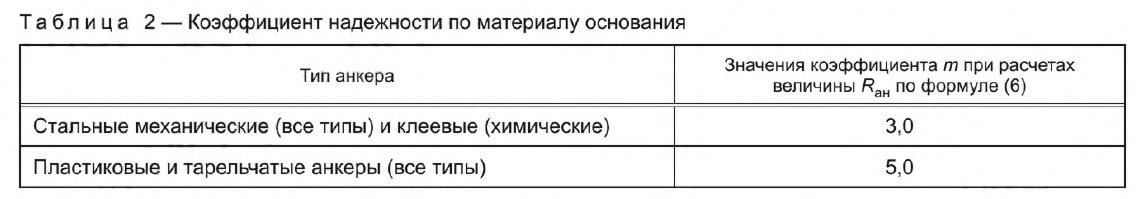 Таблица 2 — Коэффициент надежности по материалу основания
Тип анкера
Значения коэффициента m при расчетах
величины Rан по формуле (6)
Стальные механические (все типы) и клеевые (химические)
3,0
Пластиковые и тарельчатые анкеры (все типы)
5,0